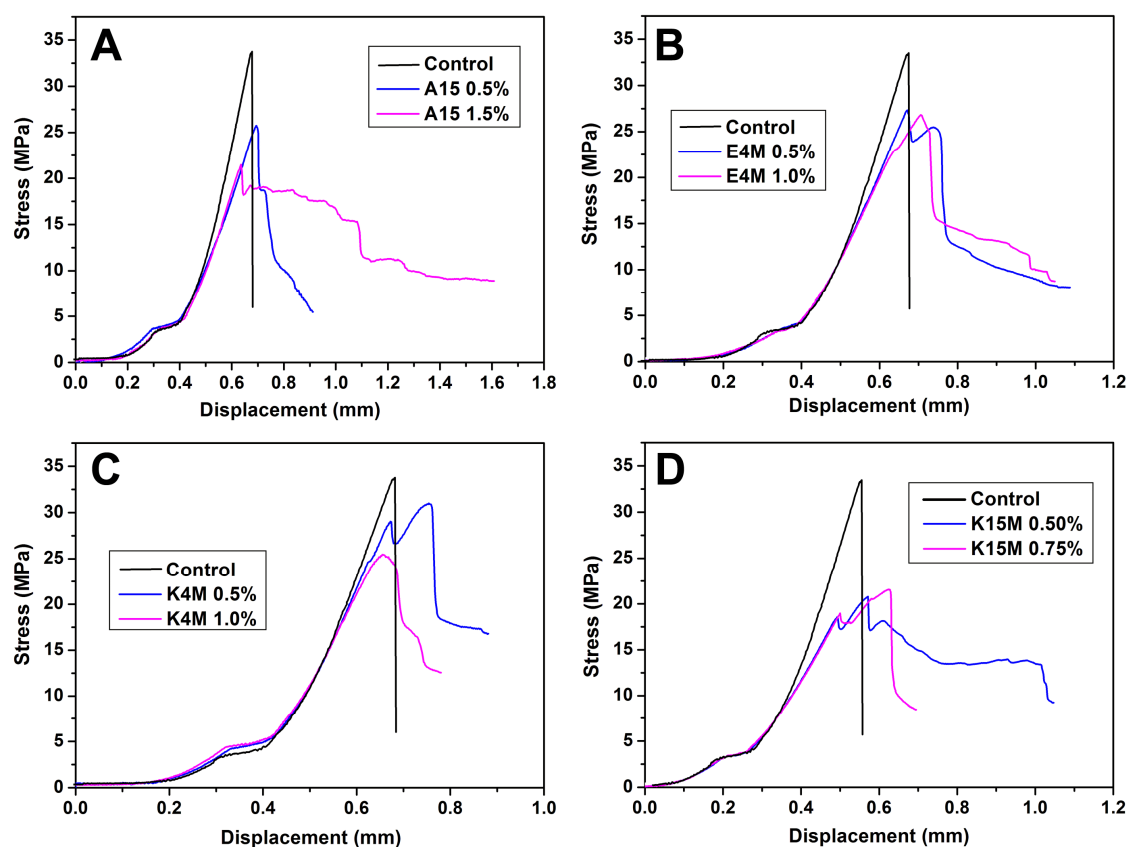 A
Control
A15 0.5%
A15 1.5%
35
30
25
20
15
10
5
0
Stress (MPa)
0.0 0.2 0.4 0.6 0.8 1.0 1.2 1.4 1.6 1.8
Displacement (mm)
B
Control
E4M 0.5%
E4M 1.0%
35
30
25
20
15
10
5
0
Stress (MPa)
0.0 0.2 0.4 0.6 0.8 1.0 1.2
Displacement (mm)
C
Control
K4M 0.5%
K4M 1.0%
35
30
25
20
15
10
5
0
Stress (MPa)
0.0 0.2 0.4 0.6 0.8 1.0
Displacement (mm)
D
Control
K15M 0.50%
K15M 0.75%
35
30
25
20
15
10
5
0
Stress (MPa)
0.0 0.2 0.4 0.6 0.8 1.0 1.2
Displacement (mm)